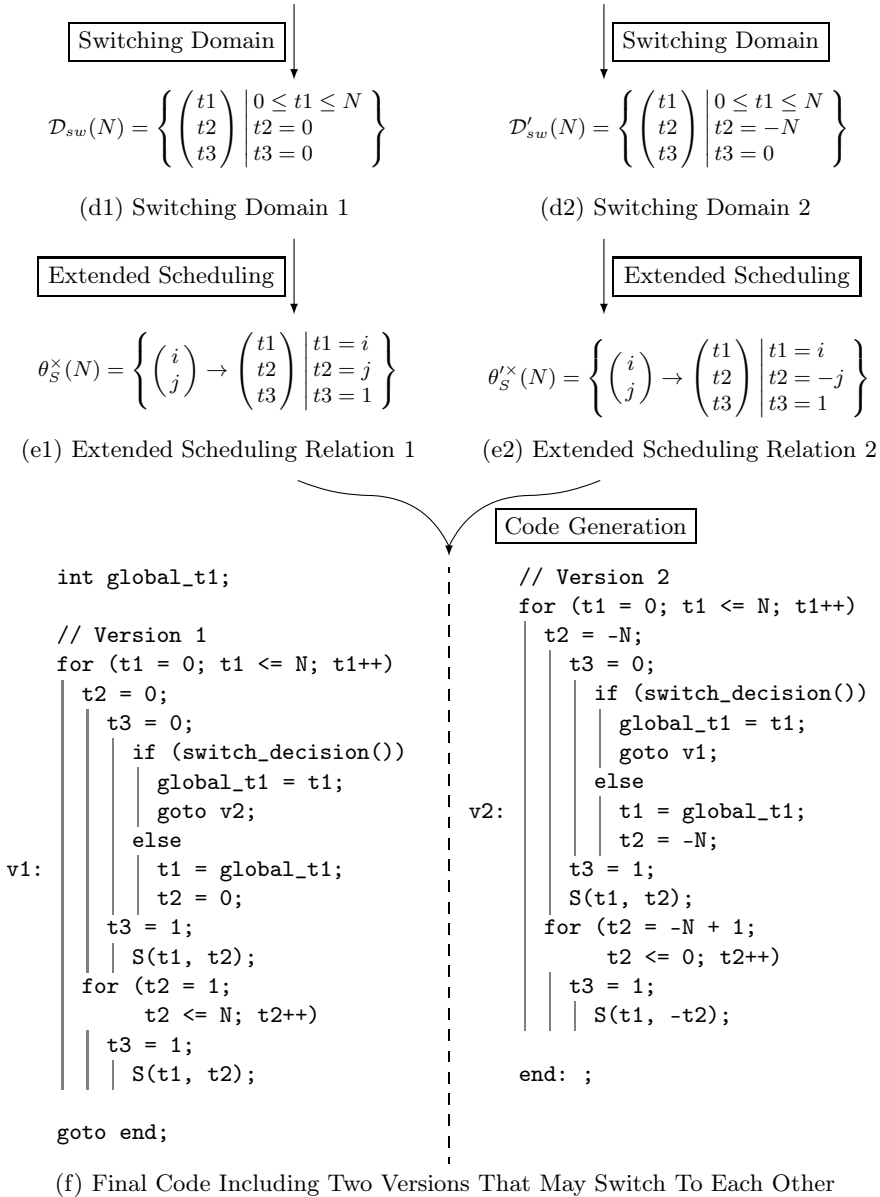 Switching Domain
Switching Domain
D_sw(N) = { (t1 t2 t3) | 0 ≤ t1 ≤ N, t2 = 0, t3 = 0 }
D′_sw(N) = { (t1 t2 t3) | 0 ≤ t1 ≤ N, t2 = −N, t3 = 0 }
(d1) Switching Domain 1
(d2) Switching Domain 2
Extended Scheduling
Extended Scheduling
θ_S^×(N) = { (i j) → (t1 t2 t3) | t1 = i, t2 = j, t3 = 1 }
θ_S^′×(N) = { (i j) → (t1 t2 t3) | t1 = i, t2 = −j, t3 = 1 }
(e1) Extended Scheduling Relation 1
(e2) Extended Scheduling Relation 2
Code Generation
int global_t1;
// Version 1
for (t1 = 0; t1 <= N; t1++)
t2 = 0;
t3 = 0;
if (switch_decision())
global_t1 = t1;
goto v2;
else
v1: t1 = global_t1;
t2 = 0;
t3 = 1;
S(t1, t2);
for (t2 = 1;
t2 <= N; t2++)
t3 = 1;
S(t1, t2);
goto end;
// Version 2
for (t1 = 0; t1 <= N; t1++)
t2 = -N;
t3 = 0;
if (switch_decision())
global_t1 = t1;
goto v1;
else
v2: t1 = global_t1;
t2 = -N;
t3 = 1;
S(t1, t2);
for (t2 = -N + 1;
t2 <= 0; t2++)
t3 = 1;
S(t1, -t2);
end: ;
(f) Final Code Including Two Versions That May Switch To Each Other